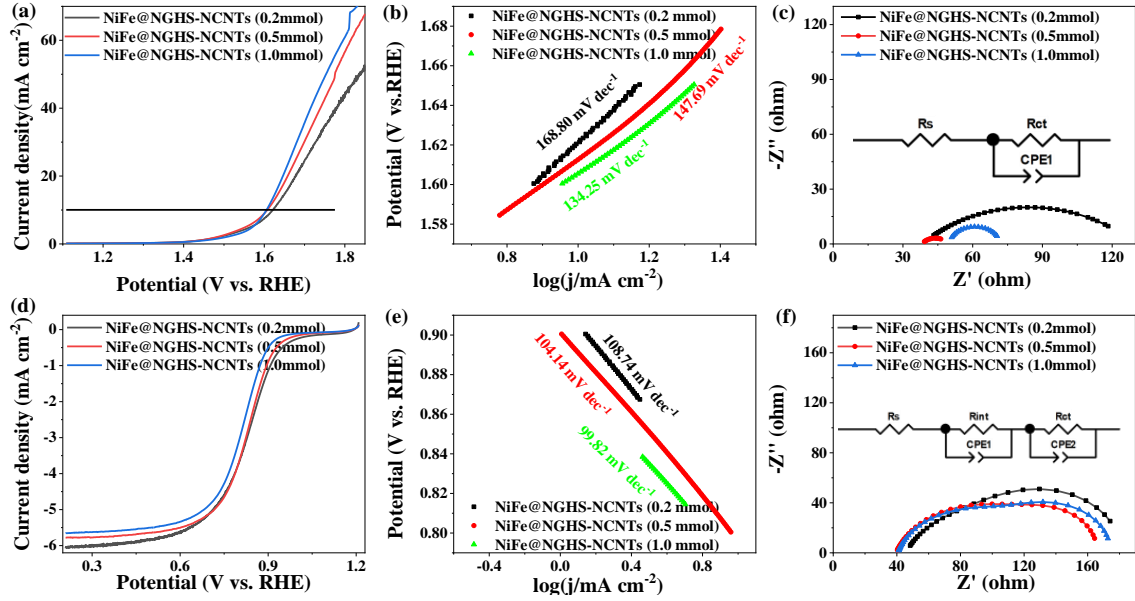 (a)
NiFe@NGHS-NCNTs (0.2mmol)
NiFe@NGHS-NCNTs (0.5mmol)
NiFe@NGHS-NCNTs (1.0mmol)
Current density(mA cm-2)
60
40
20
0
1.2
1.4
1.6
1.8
Potential (V vs. RHE)
(b)
NiFe@NGHS-NCNTs (0.2 mmol)
NiFe@NGHS-NCNTs (0.5 mmol)
NiFe@NGHS-NCNTs (1.0 mmol)
168.80 mV dec-1
147.69 mV dec-1
134.25 mV dec-1
Potential (V vs.RHE)
1.68
1.65
1.63
1.60
1.58
0.6
0.8
1.0
1.2
1.4
log(j/mA cm-2)
(c)
NiFe@NGHS-NCNTs (0.2mmol)
NiFe@NGHS-NCNTs (0.5mmol)
NiFe@NGHS-NCNTs (1.0mmol)
Rs
Rct
CPE1
-Z'' (ohm)
120
90
60
30
0
0
30
60
90
120
Z' (ohm)
(d)
NiFe@NGHS-NCNTs (0.2mmol)
NiFe@NGHS-NCNTs (0.5mmol)
NiFe@NGHS-NCNTs (1.0mmol)
Current density (mA cm-2)
0
-1
-2
-3
-4
-5
-6
0.3
0.6
0.9
1.2
Potential (V vs. RHE)
(e)
108.74 mV dec-1
104.14 mV dec-1
99.82 mV dec-1
NiFe@NGHS-NCNTs (0.2 mmol)
NiFe@NGHS-NCNTs (0.5 mmol)
NiFe@NGHS-NCNTs (1.0 mmol)
Potential (V vs. RHE)
0.90
0.88
0.86
0.84
0.82
0.80
-0.4
0.0
0.4
0.8
log(j/mA cm-2)
(f)
NiFe@NGHS-NCNTs (0.2mmol)
NiFe@NGHS-NCNTs (0.5mmol)
NiFe@NGHS-NCNTs (1.0mmol)
Rs
Rint
Rct
CPE1
CPE2
-Z'' (ohm)
160
120
80
40
0
0
40
80
120
160
Z' (ohm)